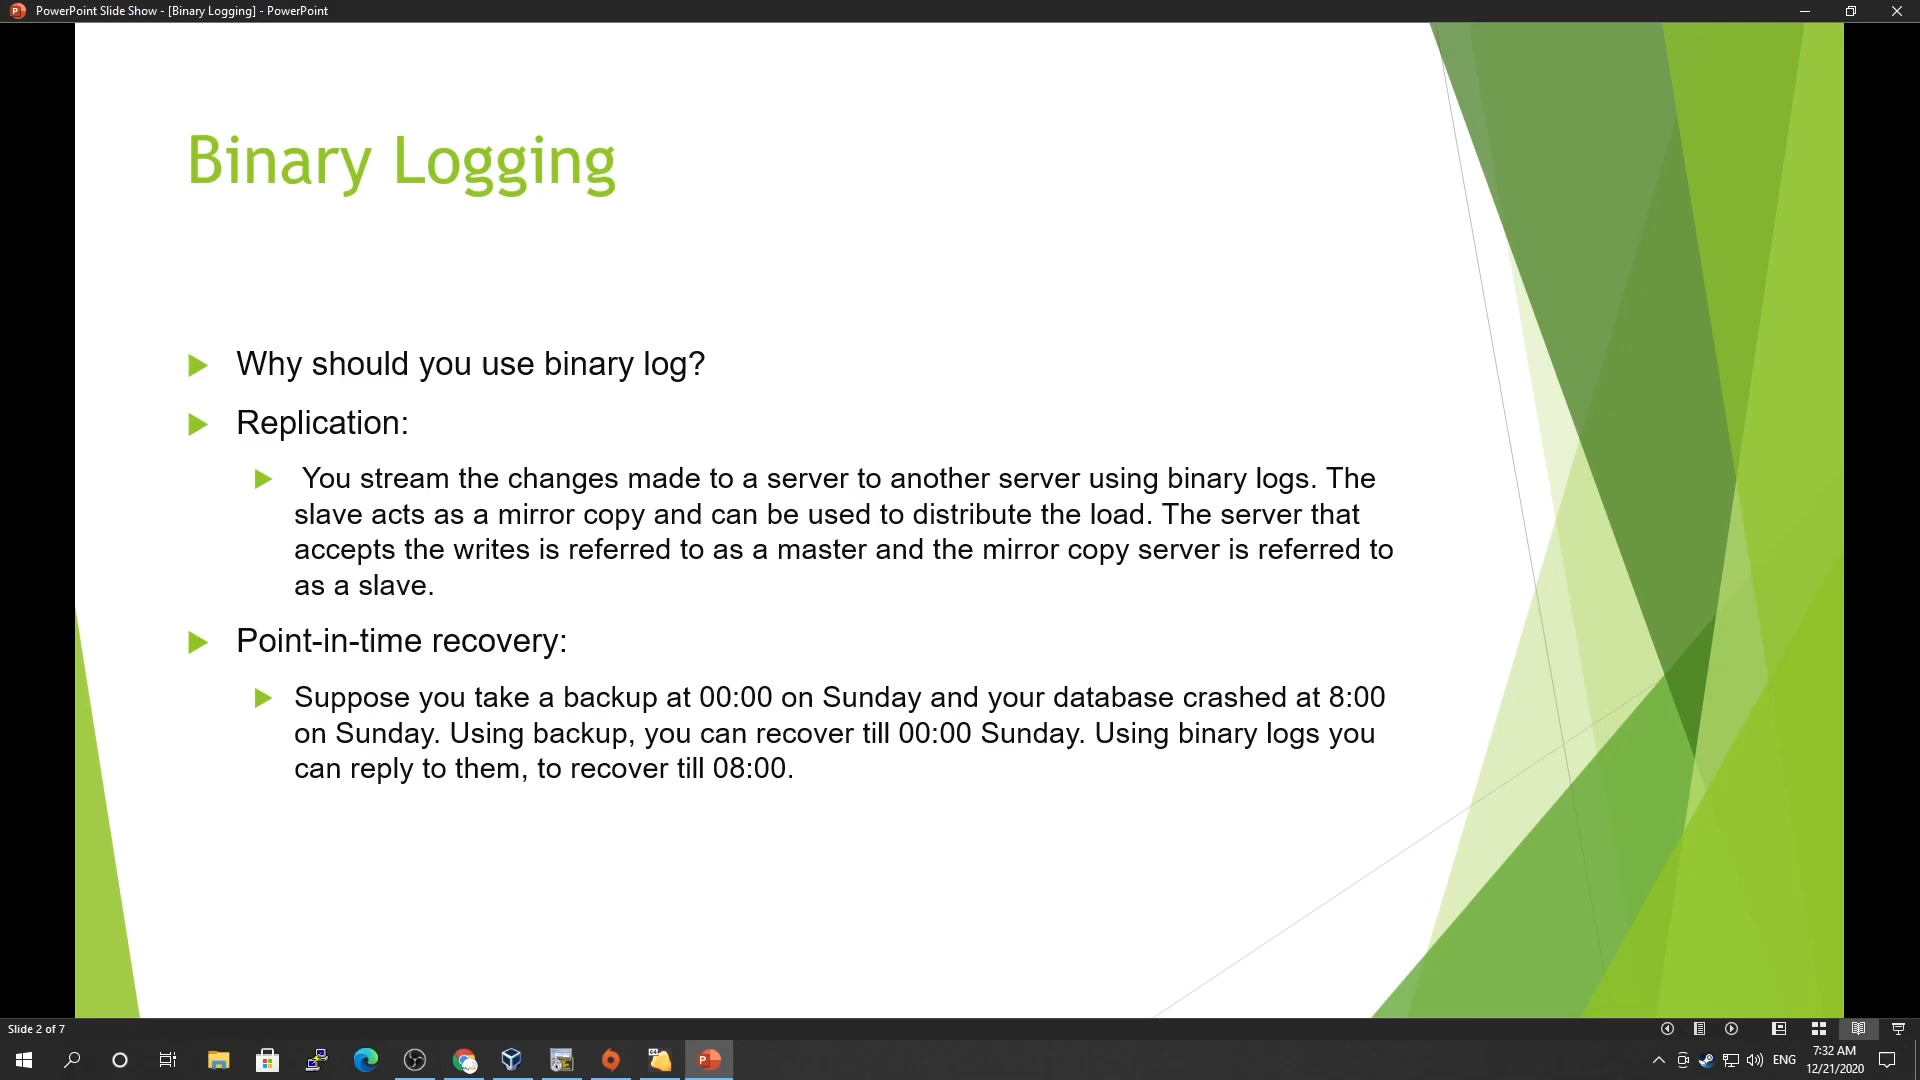 PowerPoint Slide Show - [Binary Logging] - PowerPoint
Binary Logging
Why should you use binary log?
Replication:
You stream the changes made to a server to another server using binary logs. The
slave acts as a mirror copy and can be used to distribute the load. The server that
accepts the writes is referred to as a master and the mirror copy server is referred to
as a slave.
Point-in-time recovery:
Suppose you take a backup at 00:00 on Sunday and your database crashed at 8:00
on Sunday. Using backup, you can recover till 00:00 Sunday. Using binary logs you
can reply to them, to recover till 08:00.
Slide 2 of 7
ENG
7:32 AM
12/21/2020